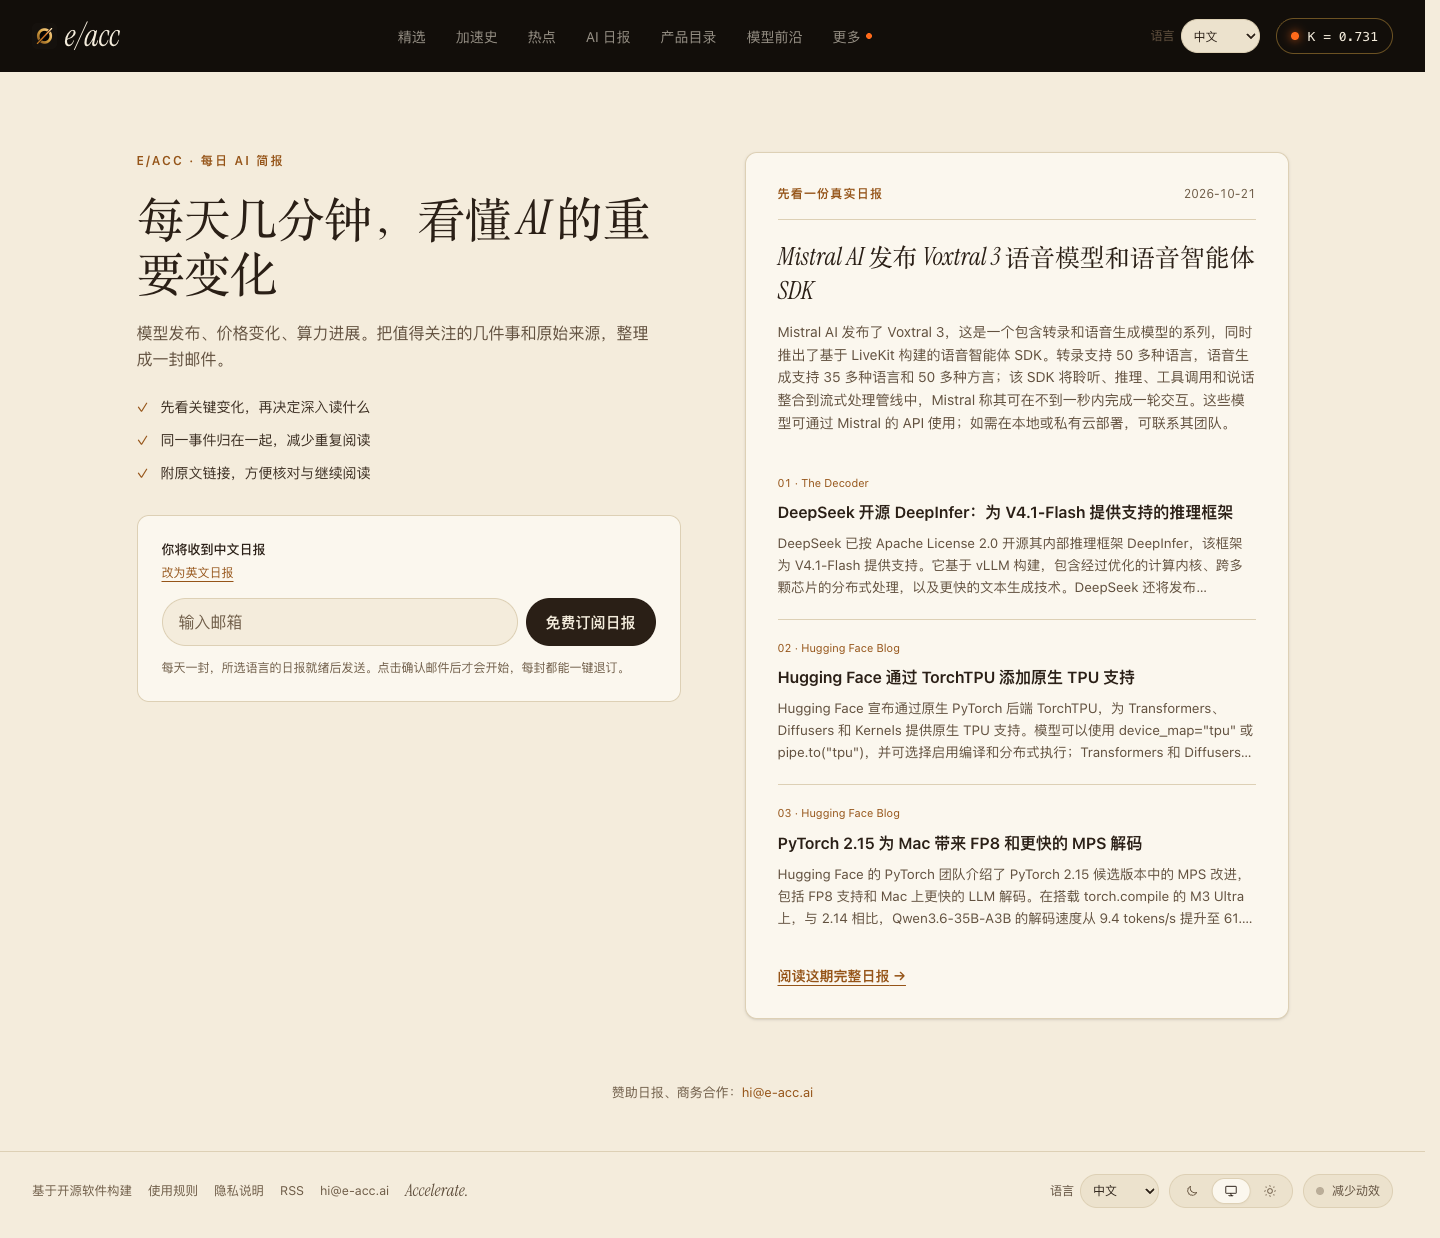 e/acc
精选 加速史 热点 AI 日报 产品目录 模型前沿 更多
语言 中文 K = 0.731
E/ACC · 每日 AI 简报
每天几分钟，看懂 AI 的重
要变化
模型发布、价格变化、算力进展。把值得关注的几件事和原始来源，整理
成一封邮件。
✓ 先看关键变化，再决定深入读什么
✓ 同一事件归在一起，减少重复阅读
✓ 附原文链接，方便核对与继续阅读
你将收到中文日报
改为英文日报
输入邮箱 免费订阅日报
每天一封，所选语言的日报就绪后发送。点击确认邮件后才会开始，每封都能一键退订。
先看一份真实日报 2026-10-21
Mistral AI 发布 Voxtral 3 语音模型和语音智能体
SDK
Mistral AI 发布了 Voxtral 3，这是一个包含转录和语音生成模型的系列，同时
推出了基于 LiveKit 构建的语音智能体 SDK。转录支持 50 多种语言，语音生
成支持 35 多种语言和 50 多种方言；该 SDK 将聆听、推理、工具调用和说话
整合到流式处理管线中，Mistral 称其可在不到一秒内完成一轮交互。这些模
型可通过 Mistral 的 API 使用；如需在本地或私有云部署，可联系其团队。
01 · The Decoder
DeepSeek 开源 DeepInfer：为 V4.1-Flash 提供支持的推理框架
DeepSeek 已按 Apache License 2.0 开源其内部推理框架 DeepInfer，该框架
为 V4.1-Flash 提供支持。它基于 vLLM 构建，包含经过优化的计算内核、跨多
颗芯片的分布式处理，以及更快的文本生成技术。DeepSeek 还将发布…
02 · Hugging Face Blog
Hugging Face 通过 TorchTPU 添加原生 TPU 支持
Hugging Face 宣布通过原生 PyTorch 后端 TorchTPU，为 Transformers、
Diffusers 和 Kernels 提供原生 TPU 支持。模型可以使用 device_map="tpu" 或
pipe.to("tpu")，并可选择启用编译和分布式执行；Transformers 和 Diffusers…
03 · Hugging Face Blog
PyTorch 2.15 为 Mac 带来 FP8 和更快的 MPS 解码
Hugging Face 的 PyTorch 团队介绍了 PyTorch 2.15 候选版本中的 MPS 改进，
包括 FP8 支持和 Mac 上更快的 LLM 解码。在搭载 torch.compile 的 M3 Ultra
上，与 2.14 相比，Qwen3.6-35B-A3B 的解码速度从 9.4 tokens/s 提升至 61.…
阅读这期完整日报 →
赞助日报、商务合作：hi@e-acc.ai
基于开源软件构建 使用规则 隐私说明 RSS hi@e-acc.ai Accelerate.
语言 中文 减少动效